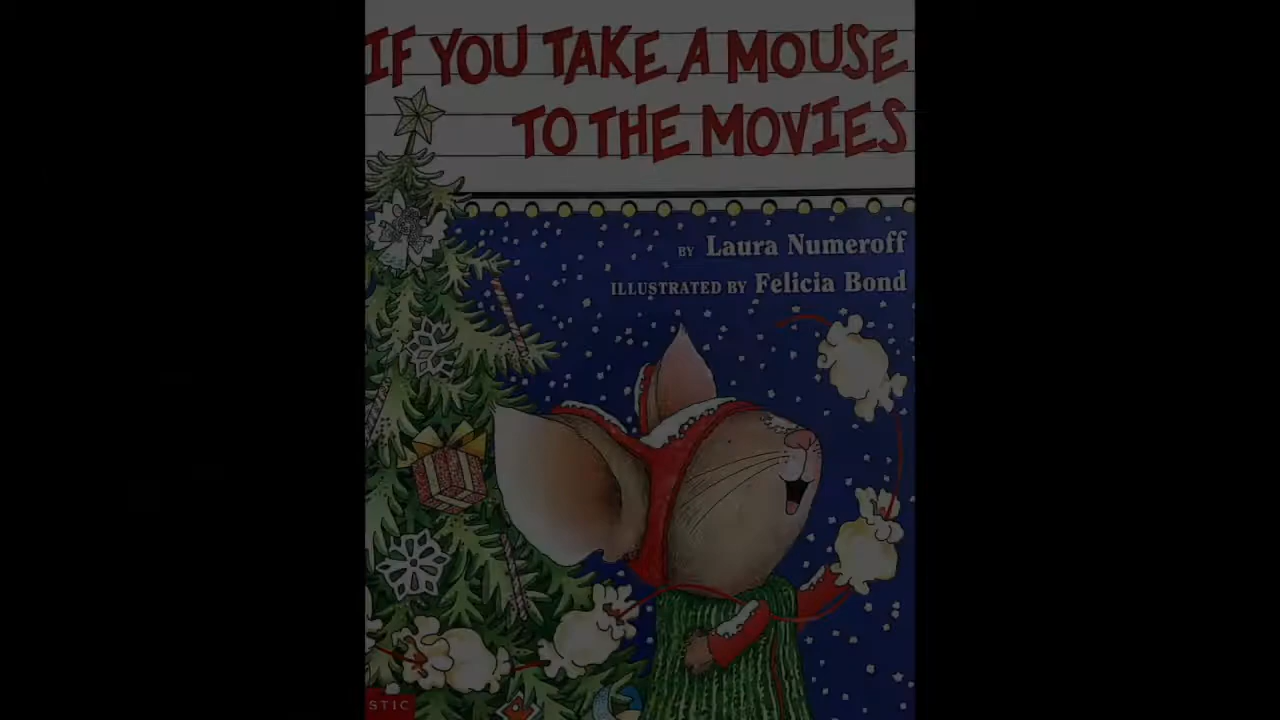 IF YOU TAKE A MOUSE
TO THE MOVIES
BY Laura Numeroff
ILLUSTRATED BY Felicia Bond
STIC